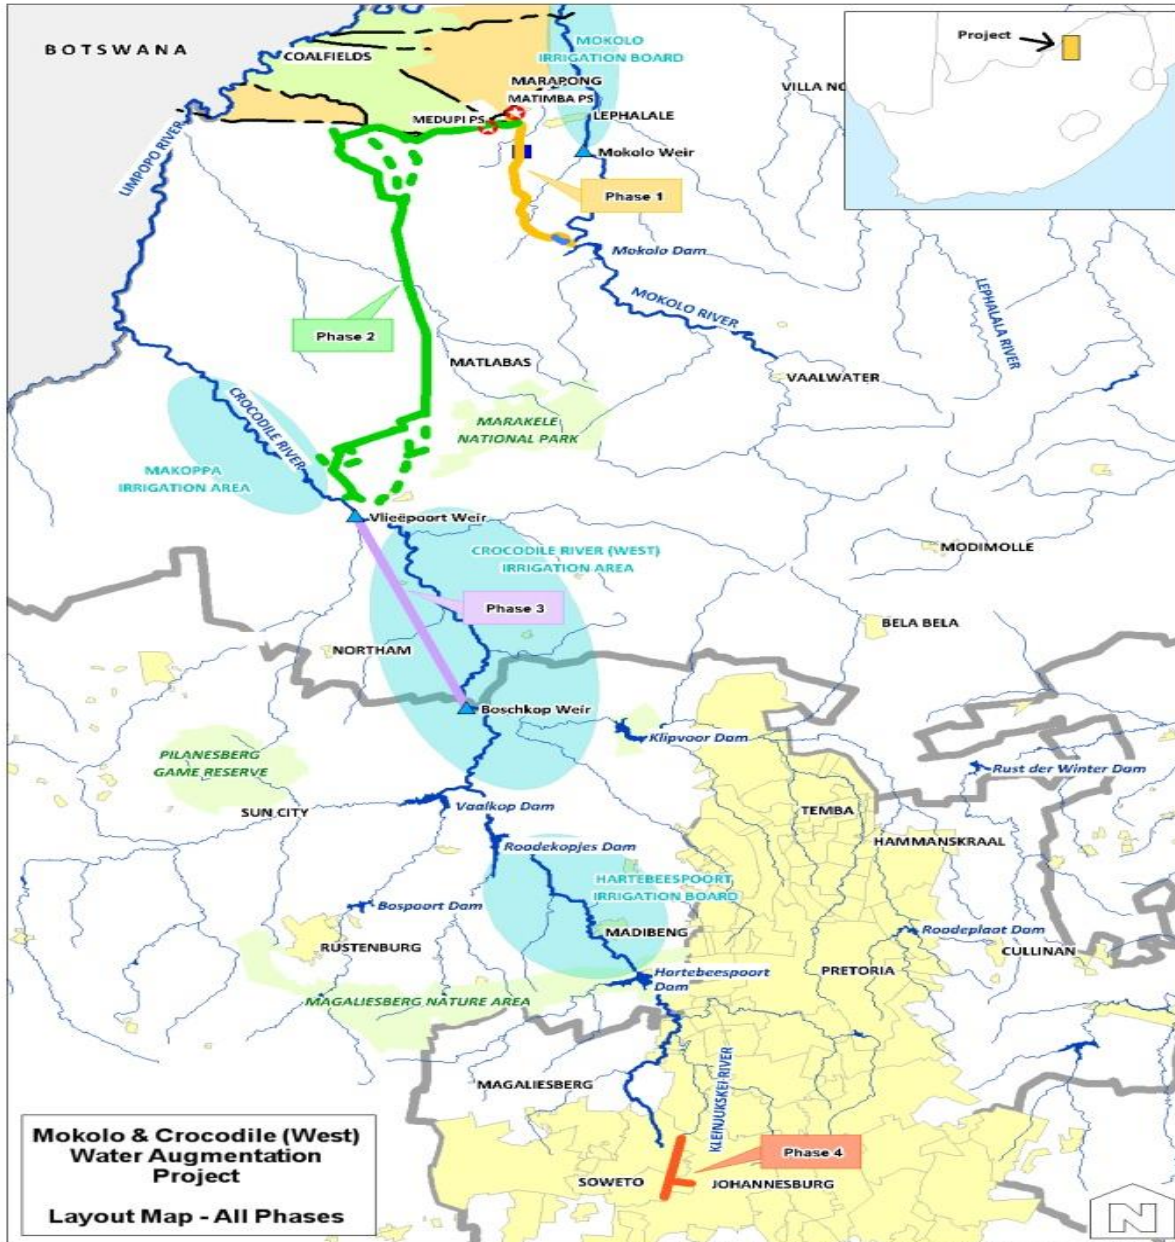 BOTSWANA
COALFIELDS
MOKOLO
IRRIGATION BOARD
Project
MARAPONG
MATIMBA PS
VILLA NO
MEDUPI PS
LEPHALALE
LIMPOPO RIVER
Mokolo Weir
Phase 1
Mokolo Dam
LEPHALALA RIVER
MOKOLO RIVER
Phase 2
MATLABAS
VAALWATER
CROCODILE RIVER
MARAKELE
NATIONAL PARK
MAKOPPA
IRRIGATION AREA
Vlieëpoort Weir
CROCODILE RIVER (WEST)
IRRIGATION AREA
MODIMOLLE
Phase 3
BELA BELA
NORTHAM
Boschkop Weir
Klipvoor Dam
PILANESBERG
GAME RESERVE
Rust der Winter Dam
SUN CITY
Vaalkop Dam
TEMBA
HAMMANSKRAAL
Roodekopjes Dam
HARTEBEESPOORT
IRRIGATION BOARD
Bospoort Dam
MADIBENG
Roodeplaat Dam
RUSTENBURG
CULLINAN
PRETORIA
Hartebeespoort
Dam
MAGALIESBERG NATURE AREA
KLEINJUKSKEI RIVER
MAGALIESBERG
Phase 4
SOWETO
JOHANNESBURG
Mokolo & Crocodile (West)
Water Augmentation
Project
Layout Map - All Phases
N